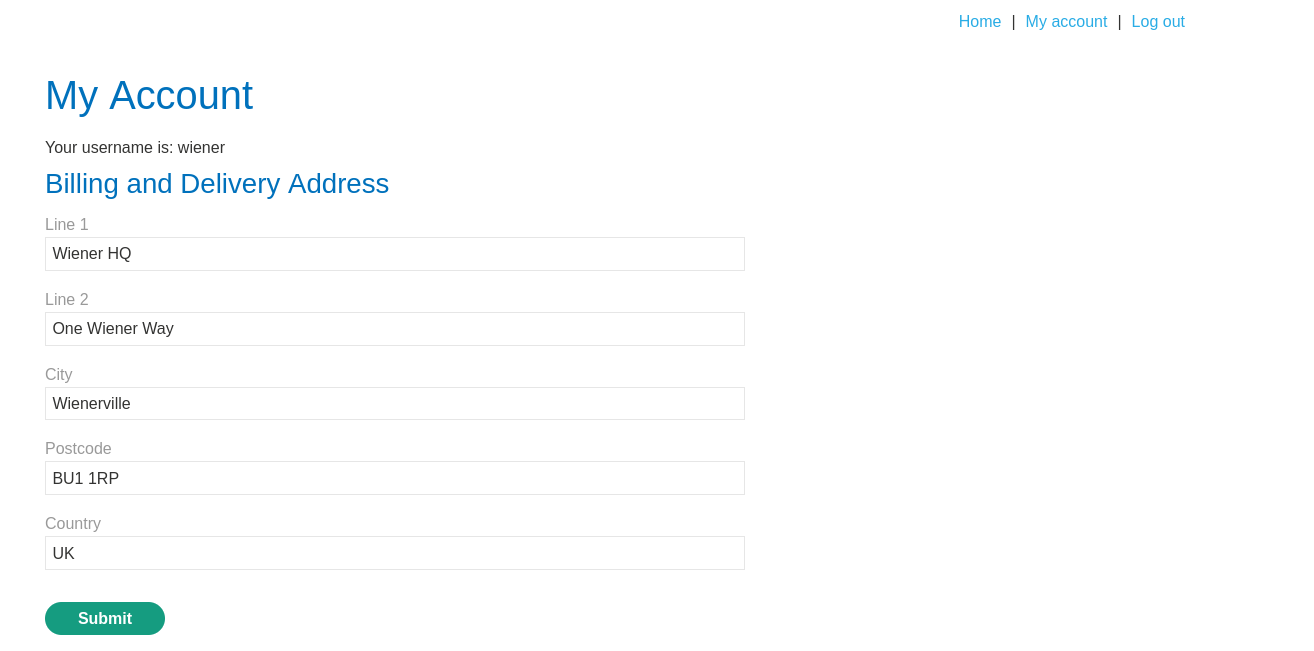 Home | My account | Log out
My Account
Your username is: wiener
Billing and Delivery Address
Line 1
Wiener HQ
Line 2
One Wiener Way
City
Wienerville
Postcode
BU1 1RP
Country
UK
Submit